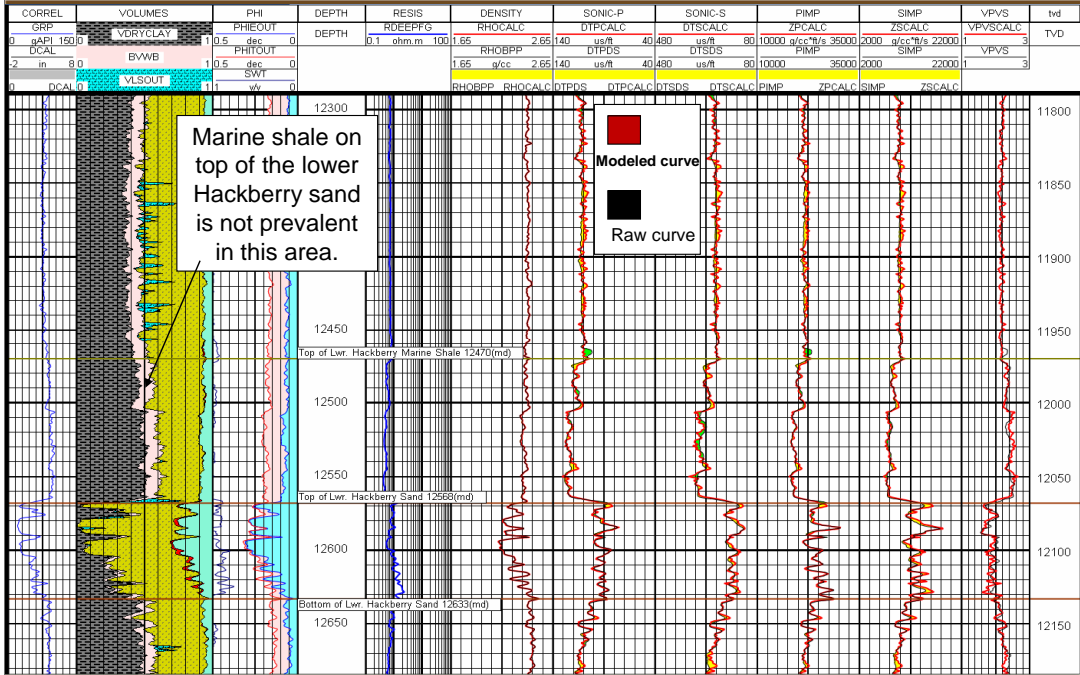 CORREL VOLUMES PHI DEPTH RESIS DENSITY SONIC-P SONIC-S PIMP SIMP VPVS tvd
GRP VDRYCLAY PHIEOUT DEPTH RDEEPFG RHOCALC DTPCALC DTSCALC ZPCALC ZSCALC VPVSCALC TVD
0 gAPI 150 0 1 0.5 dec 0 0.1 ohm.m 100 1.65 2.65 140 us/ft 40 480 us/ft 80 10000 g/cc*ft/s 35000 2000 g/cc*ft/s 22000 1 3
DCAL BVWB PHITOUT RHOBPP DTPDS DTSDS PIMP SIMP VPVS
-2 in 8 0 1 0.5 dec 0 1.65 g/cc 2.65 140 us/ft 40 480 us/ft 80 10000 35000 2000 22000 1 3
VLSOUT SWT
0 DCAL 0 1 1 v/v 0 RHOBPP RHOCALC DTPDS DTPCALC DTSDS DTSCALC PIMP ZPCALC SIMP ZSCALC
12300
11800
Marine shale on
top of the lower
Hackberry sand
is not prevalent
in this area.
Modeled curve
Raw curve
11850
11900
12450
11950
Top of Lwr. Hackberry Marine Shale 12470(md)
12500
12000
12550
12050
Top of Lwr. Hackberry Sand 12568(md)
12600
12100
Bottom of Lwr. Hackberry Sand 12633(md)
12650
12150